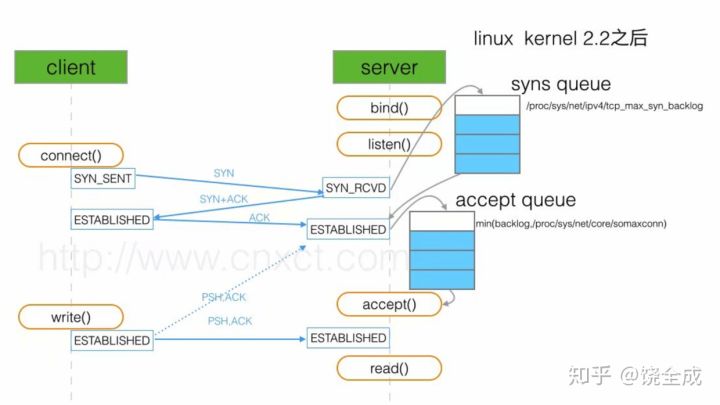 linux kernel 2.2之后
client
server
syns queue
/proc/sys/net/ipv4/tcp_max_syn_backlog
bind()
listen()
connect()
SYN_SENT
SYN
SYN_RCVD
SYN+ACK
ESTABLISHED
ACK
ESTABLISHED
accept queue
min(backlog,/proc/sys/net/core/somaxconn)
http://www.cnxct.com
PSH,ACK
accept()
write()
PSH,ACK
ESTABLISHED
ESTABLISHED
read()
知乎 @饶全成